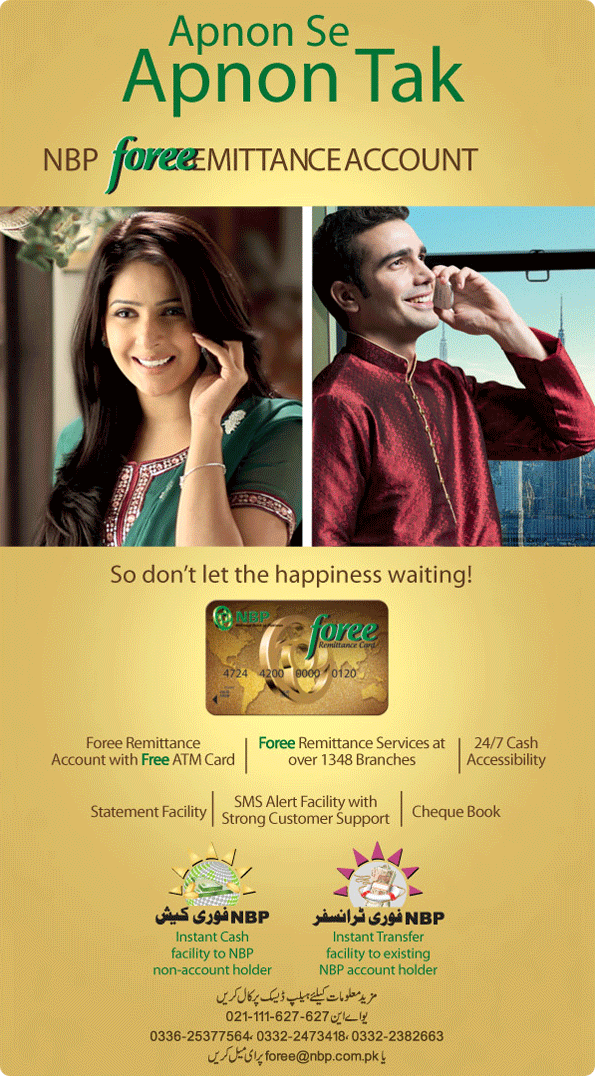 Apnon Se
Apnon Tak
NBP foree REMITTANCE ACCOUNT
So don't let the happiness waiting!
NBP
foree
Remittance Card
4724 4200 0000 0120
Foree Remittance
Account with Free ATM Card
Foree Remittance Services at
over 1348 Branches
24/7 Cash
Accessibility
Statement Facility
SMS Alert Facility with
Strong Customer Support
Cheque Book
NBP فوری کیش
Instant Cash
facility to NBP
non-account holder
NBP فوری ٹرانسفر
Instant Transfer
facility to existing
NBP account holder
مزید معلومات کیلئے ہیلپ ڈیسک پر کال کریں
یو اے این 627-627-111-021
0336-25377564، 0332-2473418، 0332-2382663
یا foree@nbp.com.pk پر ای میل کریں